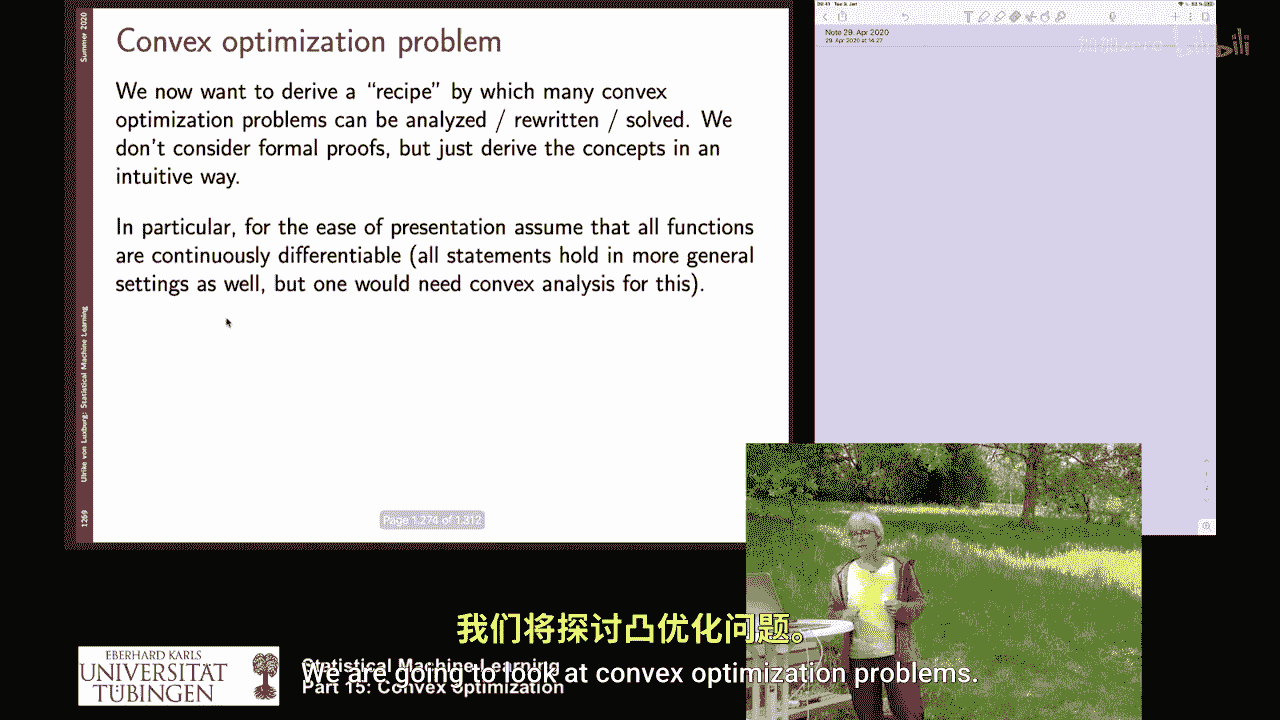 Summer 2020
Convex optimization problem
We now want to derive a “recipe” by which many convex
optimization problems can be analyzed / rewritten / solved. We
don't consider formal proofs, but just derive the concepts in an
intuitive way.
In particular, for the ease of presentation assume that all functions
are continuously differentiable (all statements hold in more general
settings as well, but one would need convex analysis for this).
Ulrike von Luxburg: Statistical Machine Learning
1269
Page 1.274 of 1.312
Note 29. Apr 2020
29. Apr 2020 at 14:27
bilibili
我们将探讨凸优化问题。
We are going to look at convex optimization problems.
EBERHARD KARLS
UNIVERSITÄT
TÜBINGEN
Statistical Machine Learning
Part 15: Convex Optimization